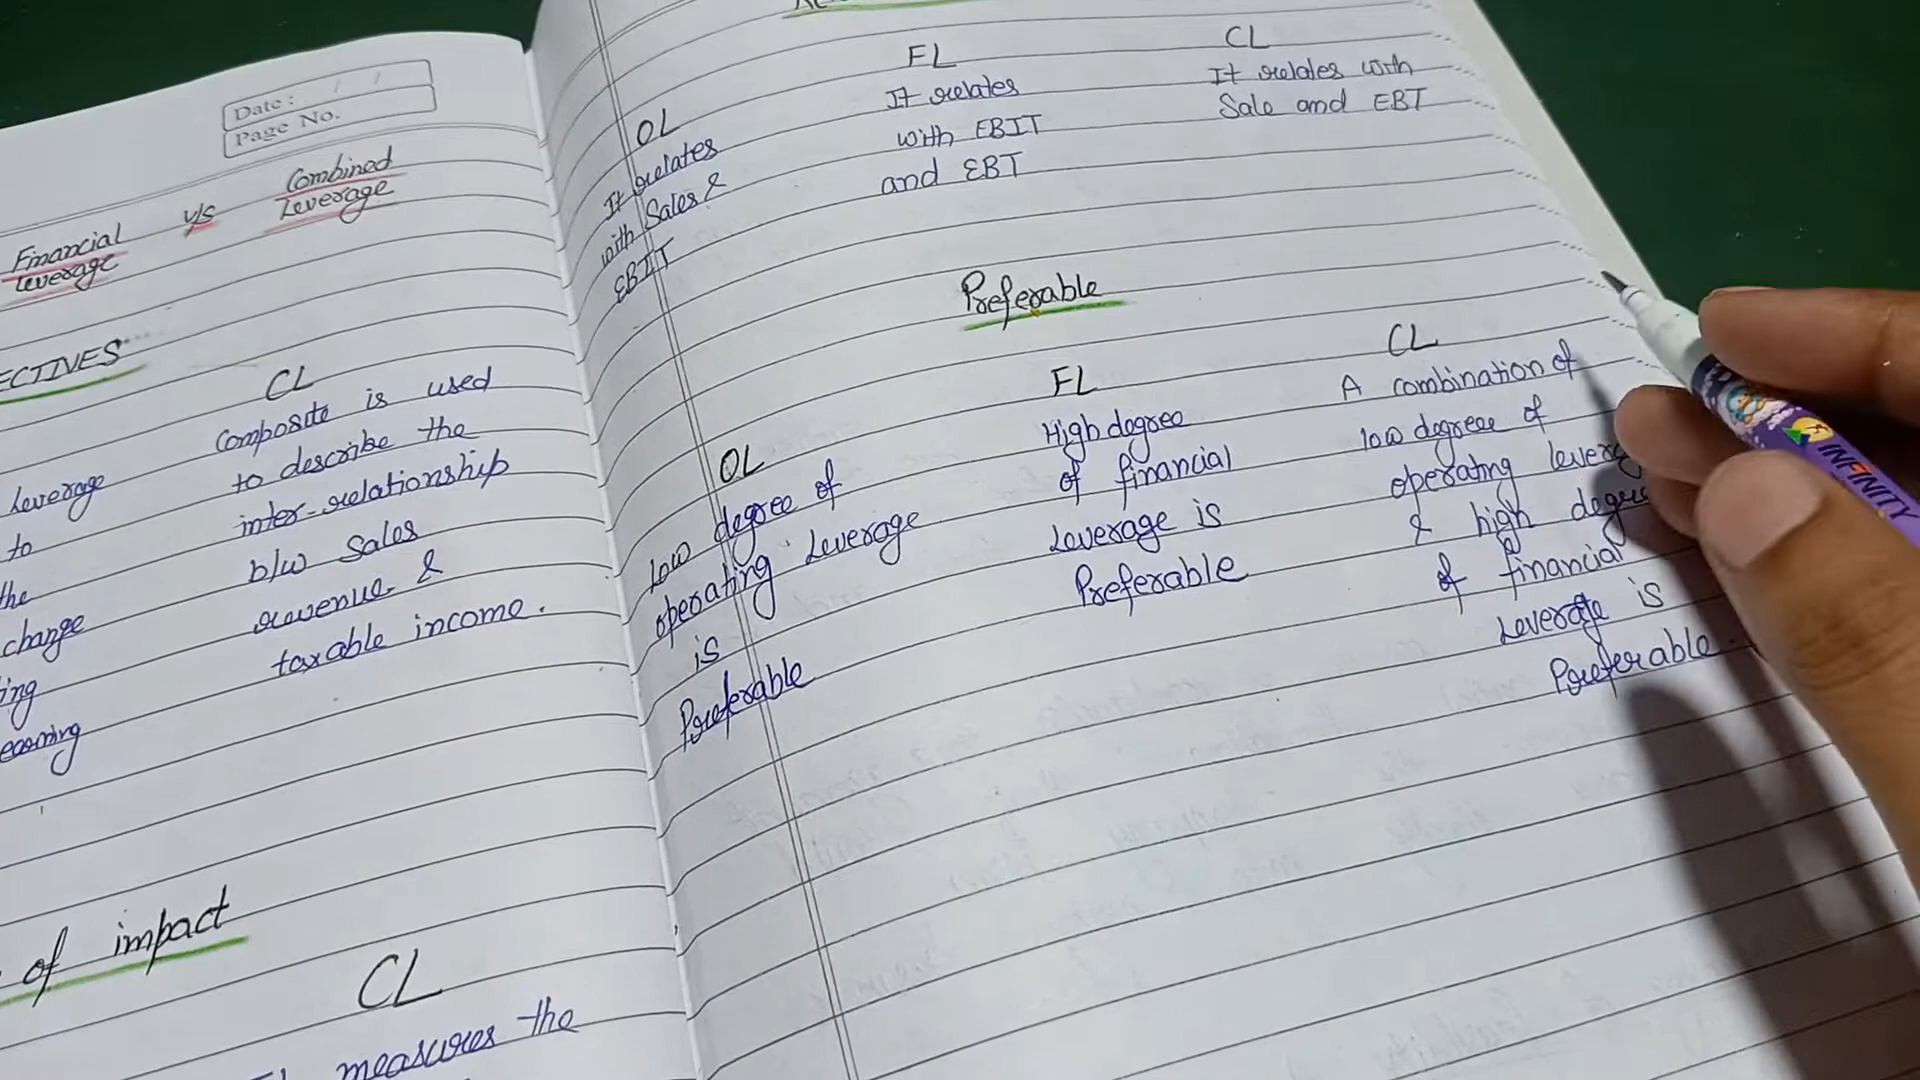 Date : / /
Page No.
Financial
Leverage
v/s
Combined
Leverage
ECTIVES
CL
Composite is used
to describe the
inter-relationship
b/w sales
revenue &
taxable income.
leverage
to
the
change
ing
earning
of impact
CL
measures the
OL
It relates
with Sales &
EBIT
FL
It relates
with EBIT
and EBT
CL
It relates with
Sale and EBT
Preferable
OL
Low degree of
operating Leverage
is
Preferable
FL
High degree
of financial
Leverage is
Preferable
CL
A combination of
low degree of
operating leverag
& high degree
of financial
Leverage is
Preferable.
INFINITY